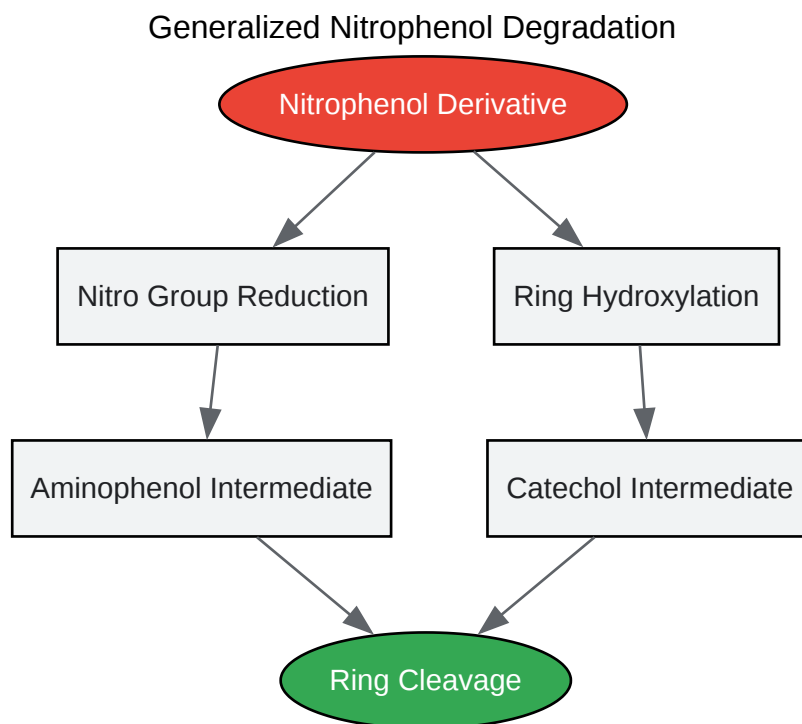 Generalized Nitrophenol Degradation
Nitrophenol Derivative
Nitro Group Reduction
Ring Hydroxylation
Aminophenol Intermediate
Catechol Intermediate
Ring Cleavage